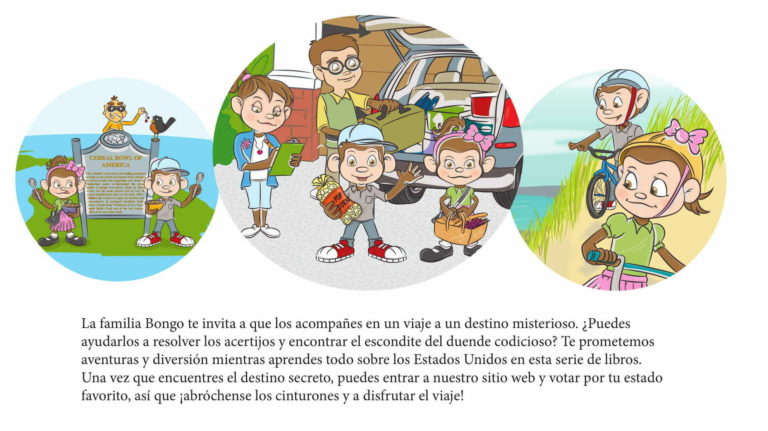 CEREAL BOWL OF
AMERICA
La familia Bongo te invita a que los acompañes en un viaje a un destino misterioso. ¿Puedes
ayudarlos a resolver los acertijos y encontrar el escondite del duende codicioso? Te prometemos
aventuras y diversión mientras aprendes todo sobre los Estados Unidos en esta serie de libros.
Una vez que encuentres el destino secreto, puedes entrar a nuestro sitio web y votar por tu estado
favorito, así que ¡abróchense los cinturones y a disfrutar el viaje!